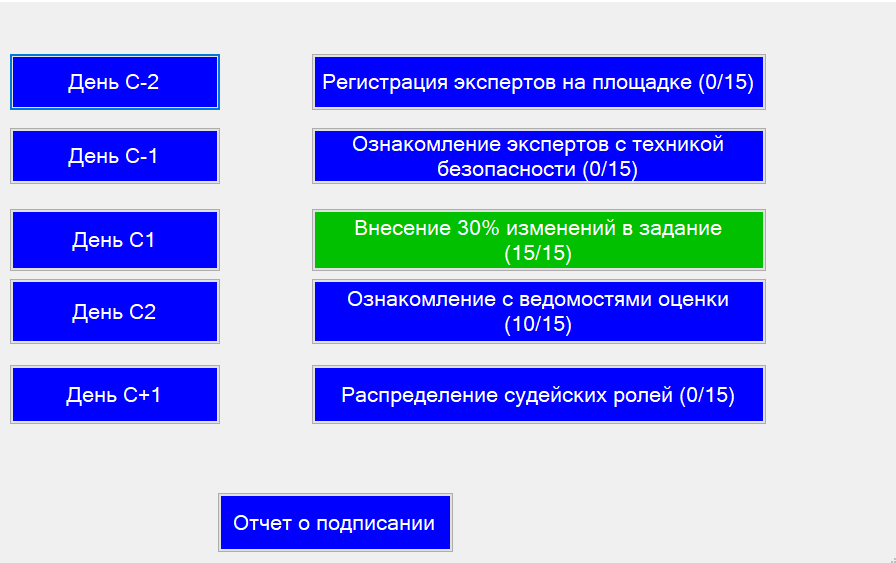 День С-2
Регистрация экспертов на площадке (0/15)
День С-1
Ознакомление экспертов с техникой
безопасности (0/15)
День С1
Внесение 30% изменений в задание
(15/15)
День С2
Ознакомление с ведомостями оценки
(10/15)
День С+1
Распределение судейских ролей (0/15)
Отчет о подписании